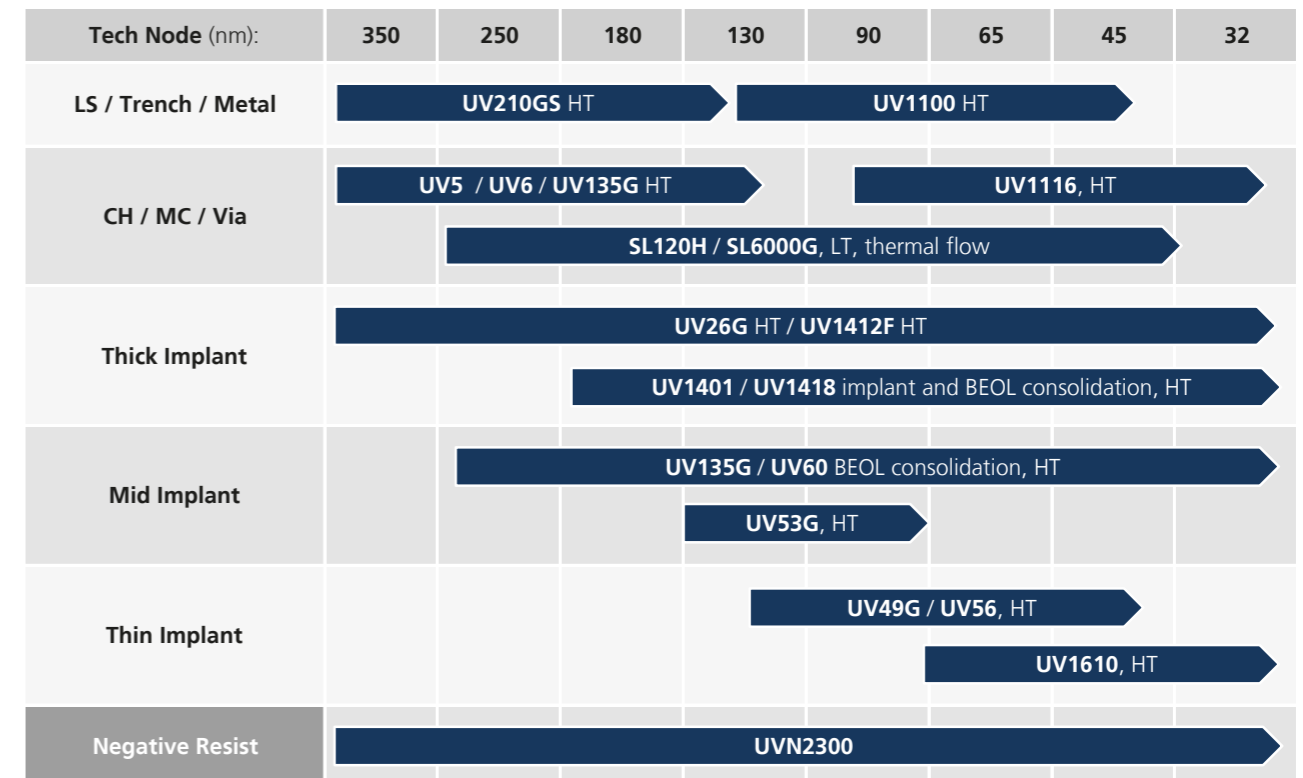 Tech Node (nm): 350 250 180 130 90 65 45 32
LS / Trench / Metal
UV210GS HT
UV1100 HT
CH / MC / Via
UV5 / UV6 / UV135G HT
UV1116, HT
SL120H / SL6000G, LT, thermal flow
Thick Implant
UV26G HT / UV1412F HT
UV1401 / UV1418 implant and BEOL consolidation, HT
Mid Implant
UV135G / UV60 BEOL consolidation, HT
UV53G, HT
Thin Implant
UV49G / UV56, HT
UV1610, HT
Negative Resist
UVN2300